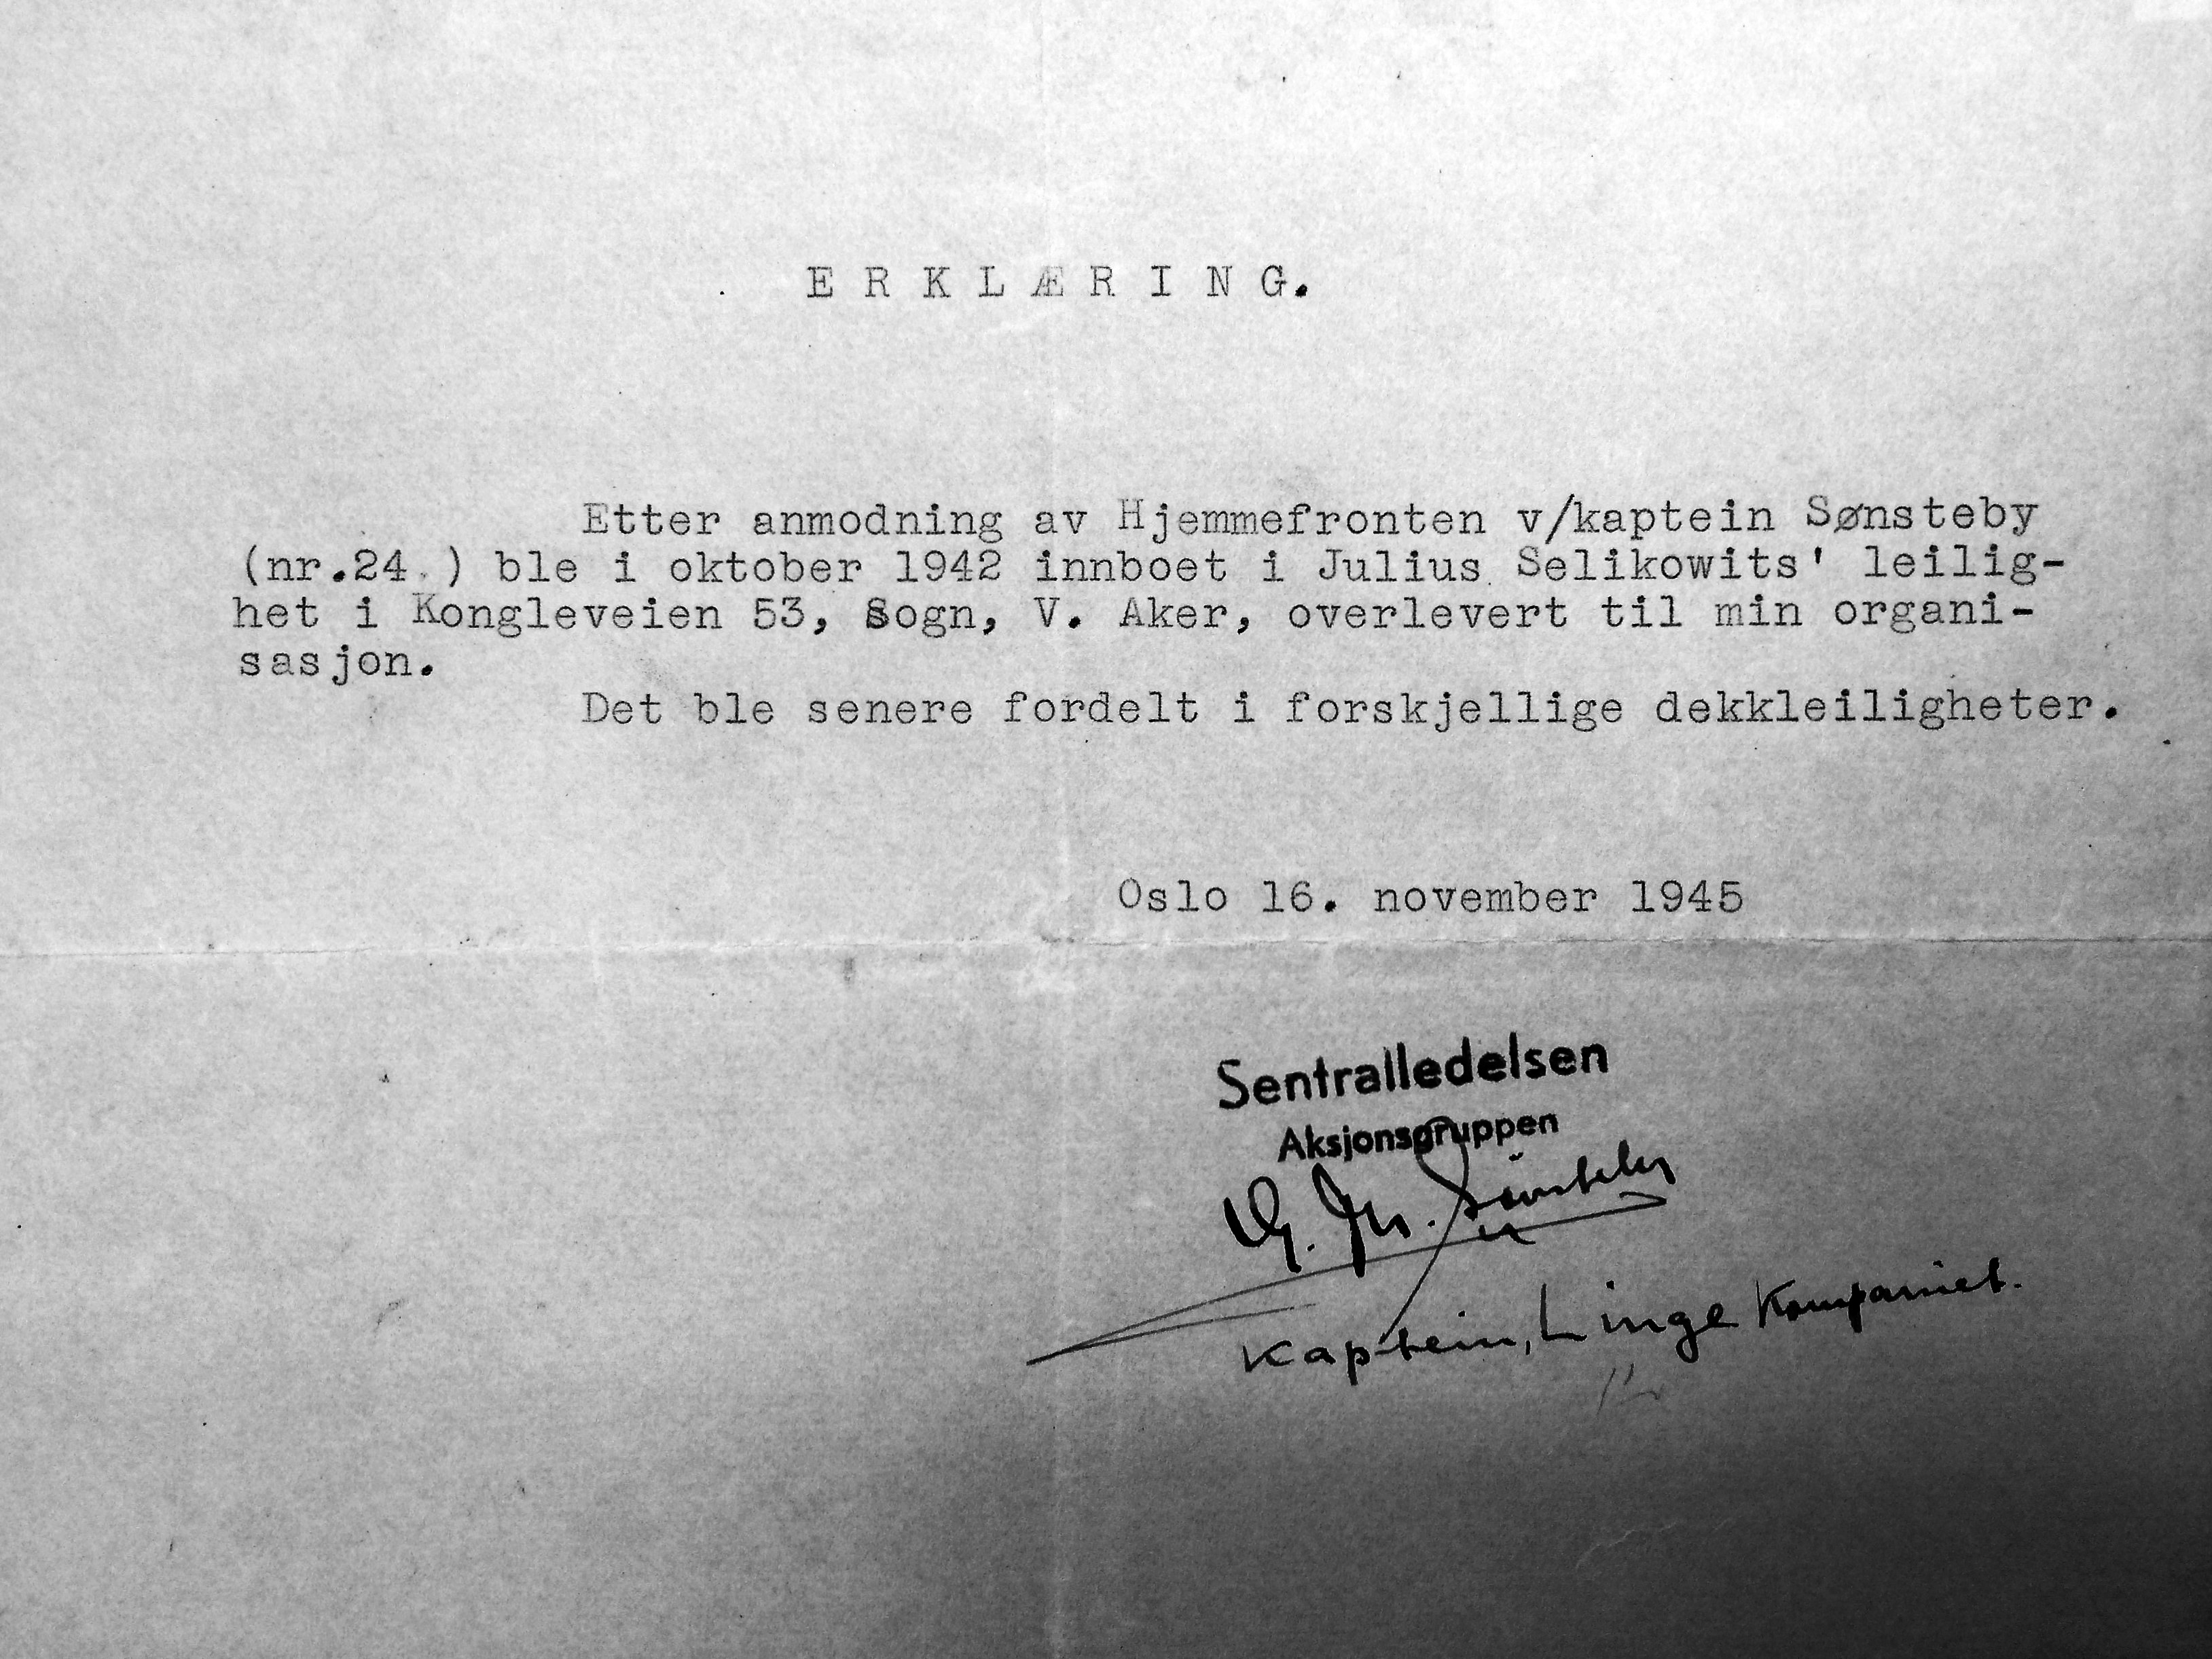 E R K L Æ R I N G.
Etter anmodning av Hjemmefronten v/kaptein Sønsteby
(nr.24.) ble i oktober 1942 innboet i Julius Selikowits' leilig-
het i Kongleveien 53, Sogn, V. Aker, overlevert til min organi-
sasjon.
Det ble senere fordelt i forskjellige dekkleiligheter.
Oslo 16. november 1945
Sentralledelsen
Aksjonsgruppen
G. Fr. Sönsteby
Kaptein, Linge Kompaniet.